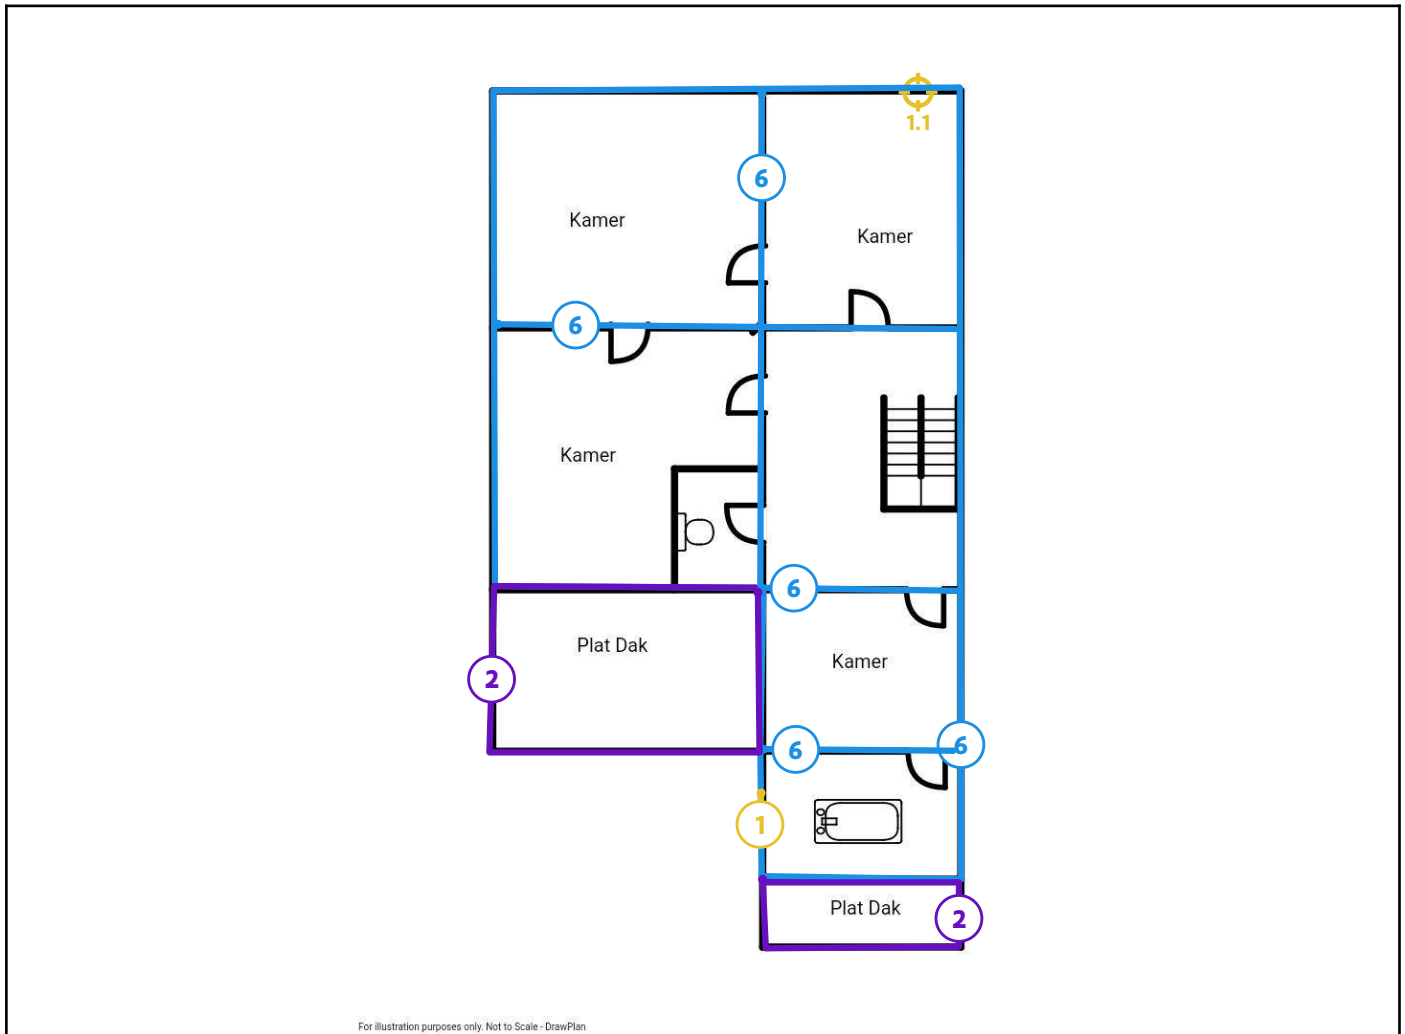 1.1
6
Kamer
Kamer
6
Kamer
6
Plat Dak
Kamer
2
6
6
1
Plat Dak
2
For illustration purposes only. Not to Scale - DrawPlan